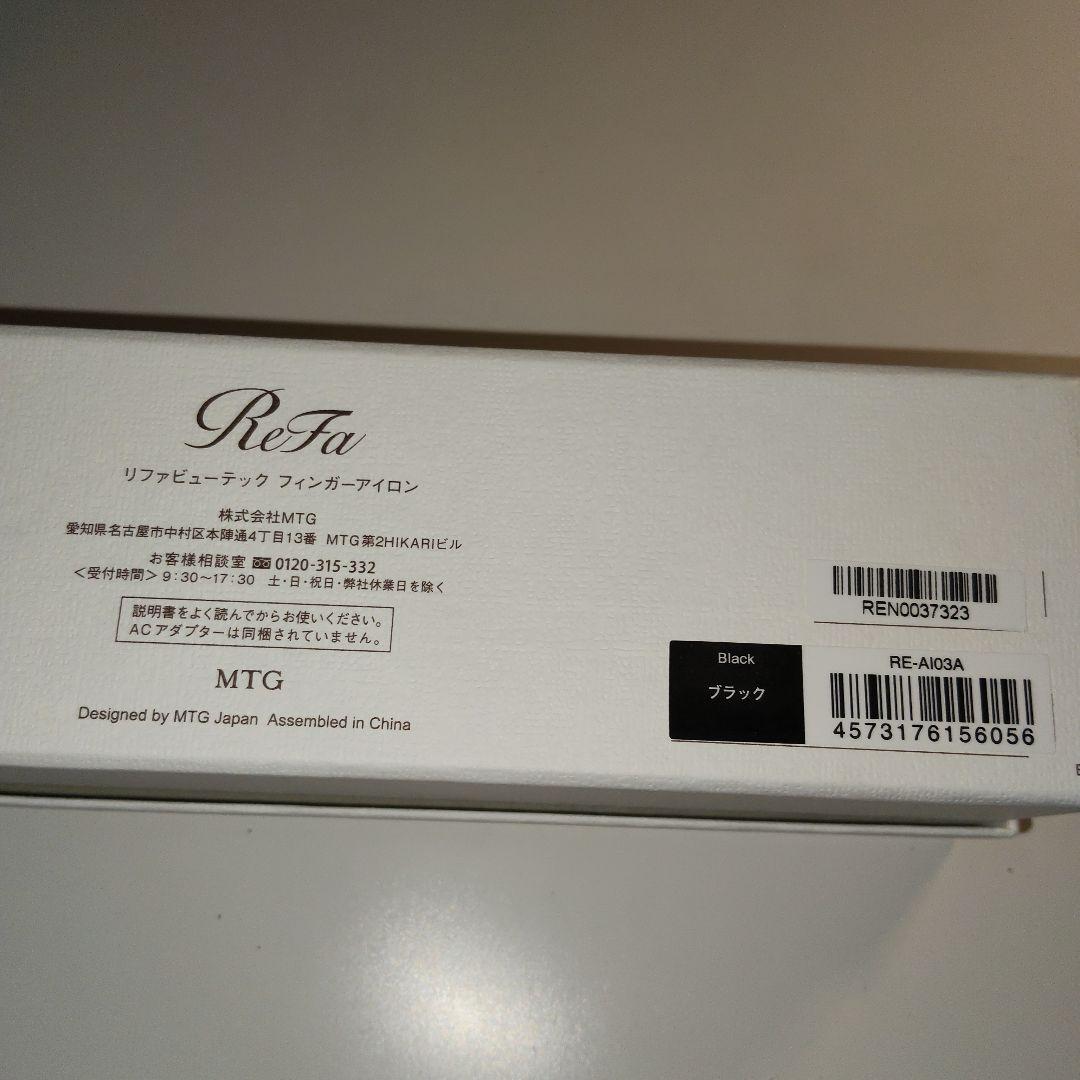 ReFa
リファビューテック フィンガーアイロン
株式会社MTG
愛知県名古屋市中村区本陣通4丁目13番 MTG第2HIKARIビル
お客様相談室 0120-315-332
＜受付時間＞9:30～17:30 土・日・祝日・弊社休業日を除く
説明書をよく読んでからお使いください。
ACアダプターは同梱されていません。
MTG
Designed by MTG Japan Assembled in China
REN0037323
Black
ブラック
RE-AI03A
4573176156056